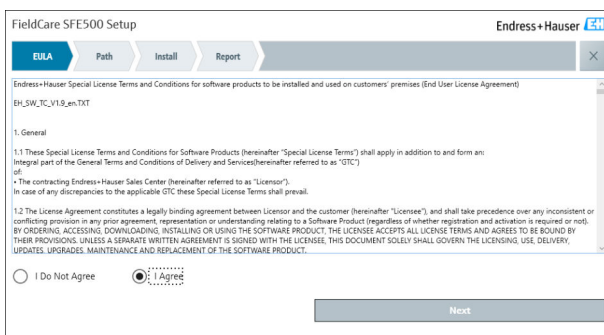 FieldCare SFE500 Setup
Endress+Hauser EH
EULA Path Install Report
Endress+Hauser Special License Terms and Conditions for software products to be installed and used on customers' premises (End User License Agreement)
EH_SW_TC_V1.9_en.TXT
1. General
1.1 These Special License Terms and Conditions for Software Products (hereinafter "Special License Terms") shall apply in addition to and form an:
Integral part of the General Terms and Conditions of Delivery and Services(hereinafter referred to as "GTC")
of:
• The contracting Endress+Hauser Sales Center (hereinafter referred to as "Licensor").
In case of any discrepancies to the applicable GTC these Special License Terms shall prevail.
1.2 The License Agreement constitutes a legally binding agreement between Licensor and the customer (hereinafter "Licensee"), and shall take precedence over any inconsistent or
conflicting provision in any prior agreement, representation or understanding relating to a Software Product (regardless of whether registration and activation is required or not).
BY ORDERING, ACCESSING, DOWNLOADING, INSTALLING OR USING THE SOFTWARE PRODUCT, THE LICENSEE ACCEPTS ALL LICENSE TERMS AND AGREES TO BE BOUND BY
THEIR PROVISIONS. UNLESS A SEPARATE WRITTEN AGREEMENT IS SIGNED WITH THE LICENSEE, THIS DOCUMENT SOLELY SHALL GOVERN THE LICENSING, USE, DELIVERY,
UPDATES, UPGRADES, MAINTENANCE AND REPLACEMENT OF THE SOFTWARE PRODUCT.
I Do Not Agree I Agree
Next